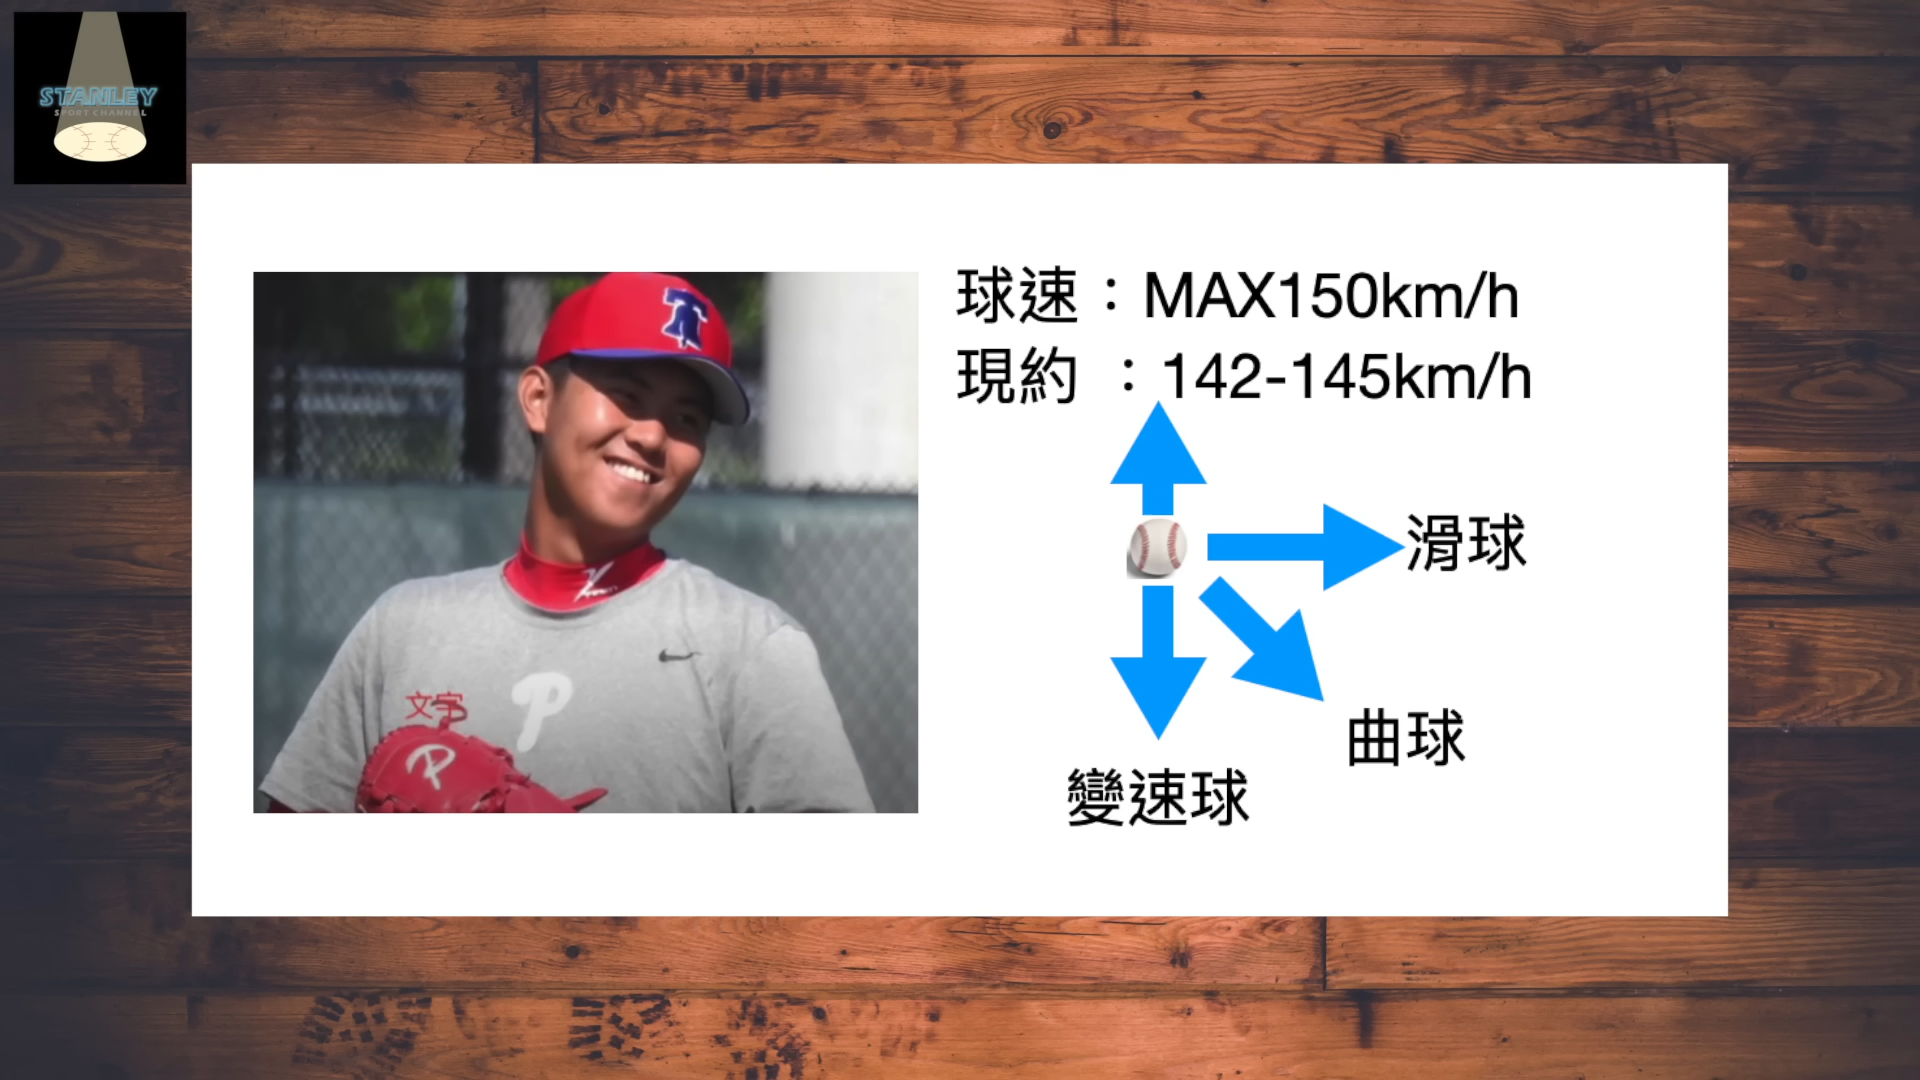 STANLEY
SPORT CHANNEL
球速：MAX150km/h
現約 ：142-145km/h
滑球
曲球
變速球
文宇
P
P
T